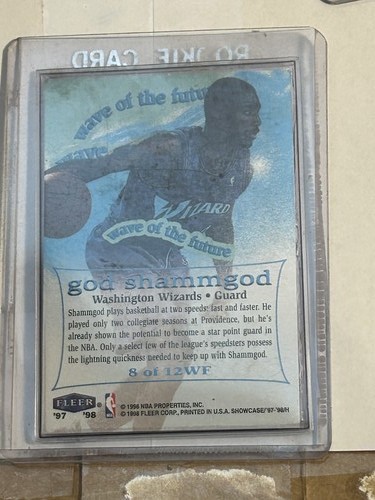 ROOKIE CARD
wave of the future
wave
WIZARD
wave of the future
god shammgod
Washington Wizards • Guard
Shammgod plays basketball at two speeds: fast and faster. He
played only two collegiate seasons at Providence, but he's
already shown the potential to become a star point guard in
the NBA. Only a select few of the league's speedsters possess
the lightning quickness needed to keep up with Shammgod.
8 of 12WF
FLEER
'97 '98
© 1998 NBA PROPERTIES, INC.
© 1998 FLEER CORP., PRINTED IN U.S.A. SHOWCASE/'97-'98/H